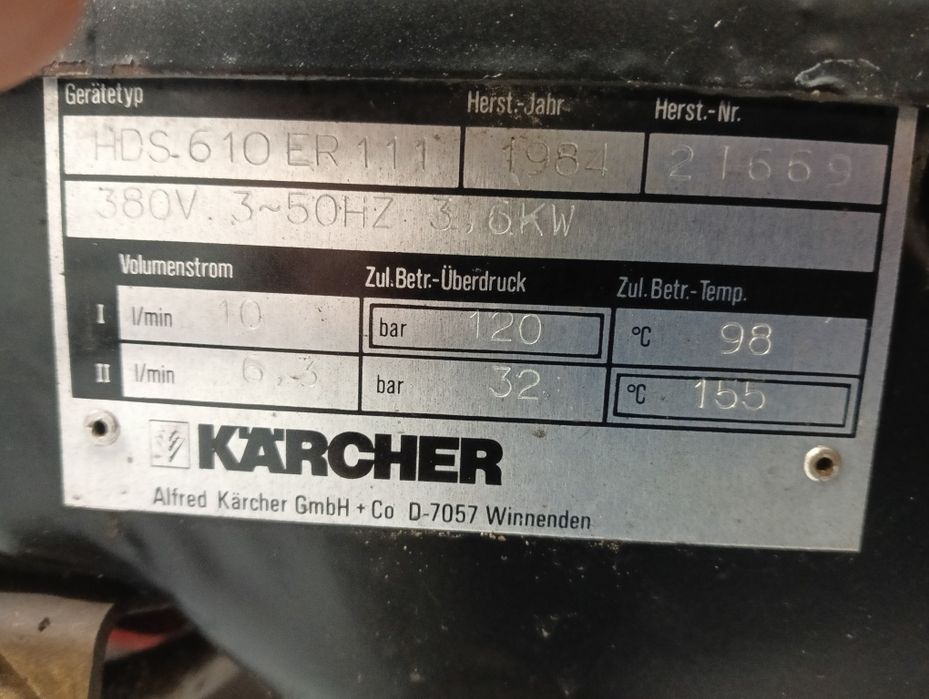 Gerätetyp Herst.-Jahr Herst.-Nr.
HDS-610 ER 111 1984 21669
380V. 3~50HZ 3,6KW
Volumenstrom Zul.Betr.-Überdruck Zul.Betr.-Temp.
I l/min 10 bar 120 °C 98
II l/min 6,3 bar 32 °C 155
KÄRCHER
Alfred Kärcher GmbH + Co D-7057 Winnenden